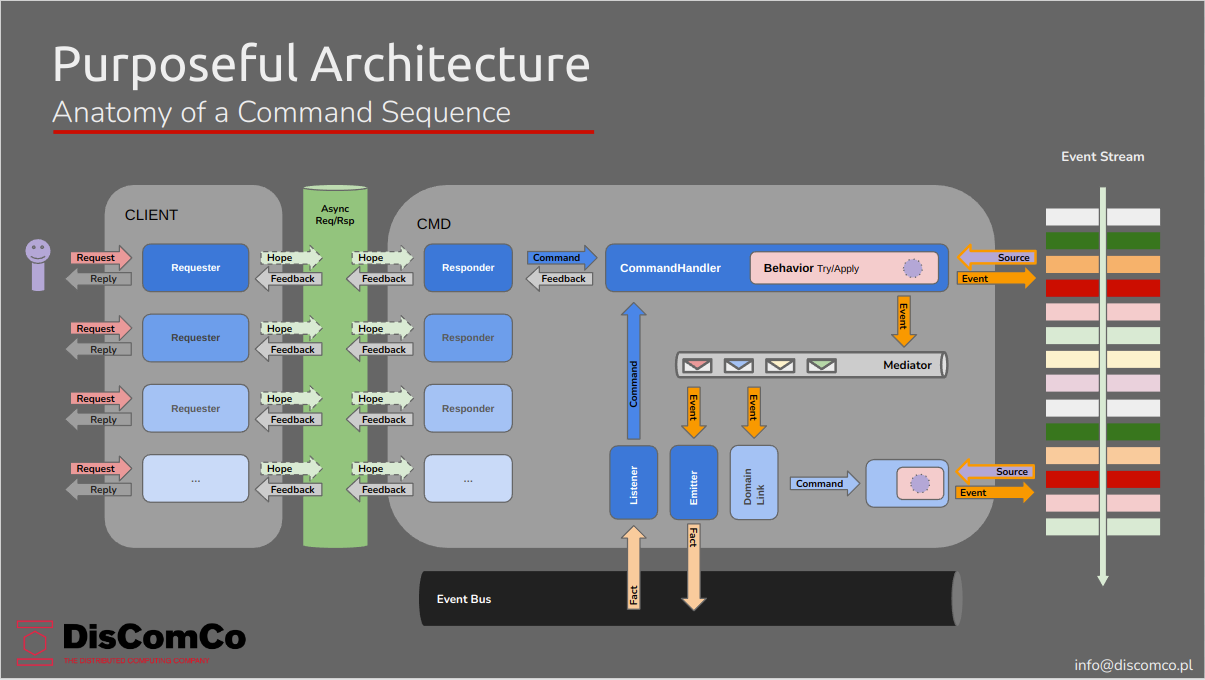 Purposeful Architecture
Anatomy of a Command Sequence
Event Stream
CLIENT
Async
Req/Rsp
CMD
Request
Reply
Requester
Hope
Feedback
Hope
Feedback
Responder
Command
Feedback
CommandHandler
Behavior Try/Apply
Source
Event
Request
Reply
Requester
Hope
Feedback
Hope
Feedback
Responder
Event
Mediator
Request
Reply
Requester
Hope
Feedback
Hope
Feedback
Responder
Command
Event
Event
Request
Reply
...
Hope
Feedback
Hope
Feedback
...
Listener
Emitter
Domain
Link
Command
Source
Event
Fact
Fact
Event Bus
DisComCo
THE DISTRIBUTED COMPUTING COMPANY
info@discomco.pl